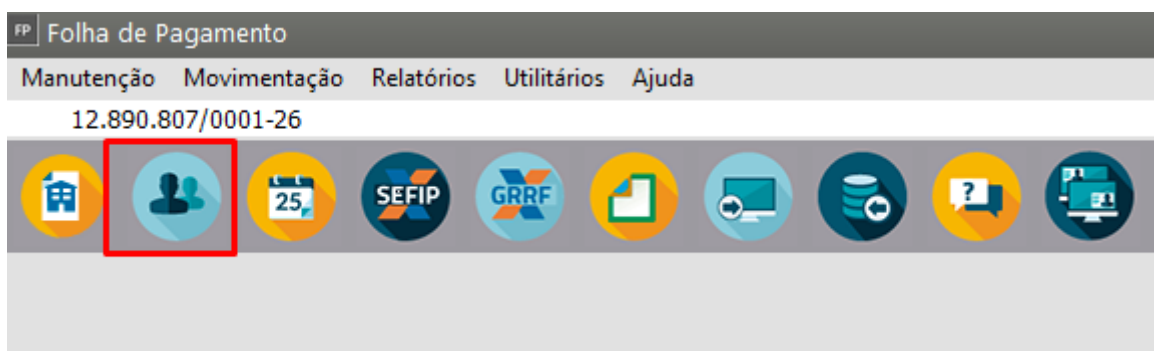 FP Folha de Pagamento
Manutenção Movimentação Relatórios Utilitários Ajuda
12.890.807/0001-26
25 SEFIP GRRF ?